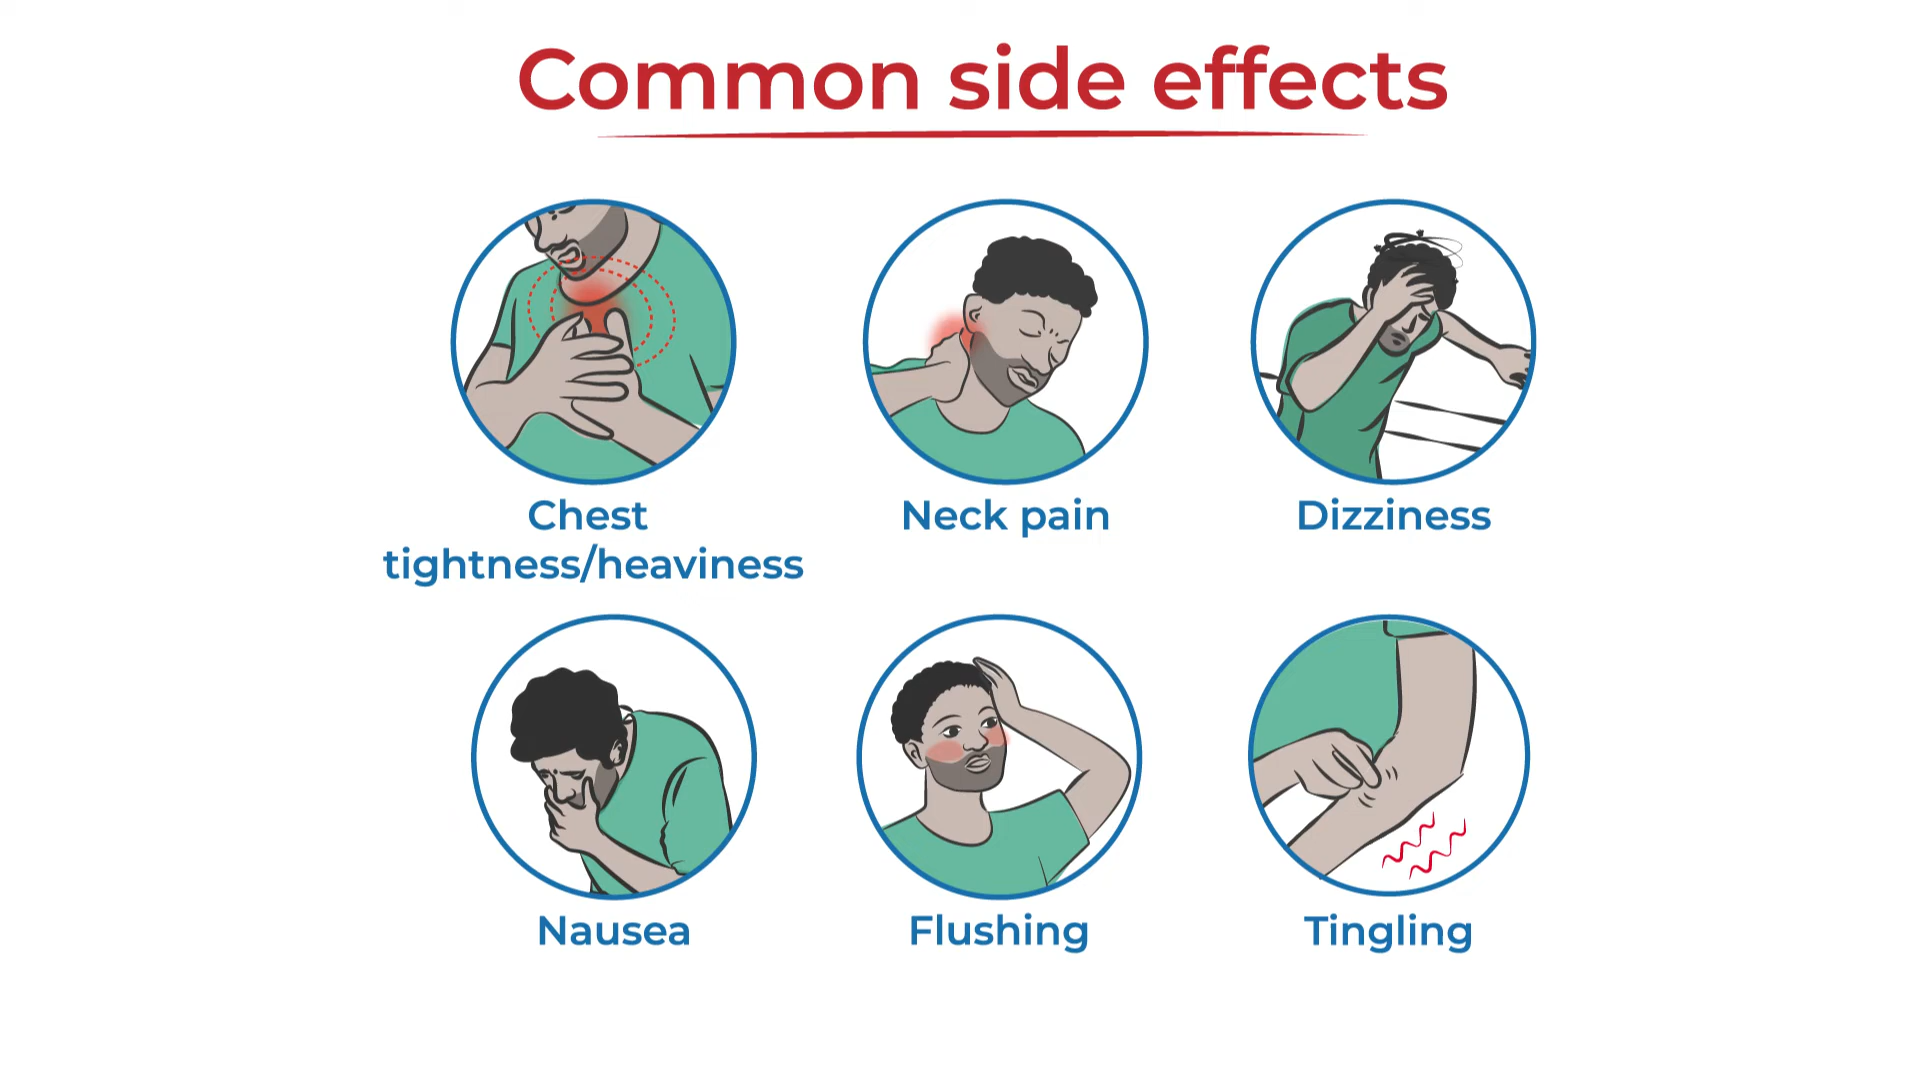 Common side effects
Chest
tightness/heaviness
Neck pain
Dizziness
Nausea
Flushing
Tingling